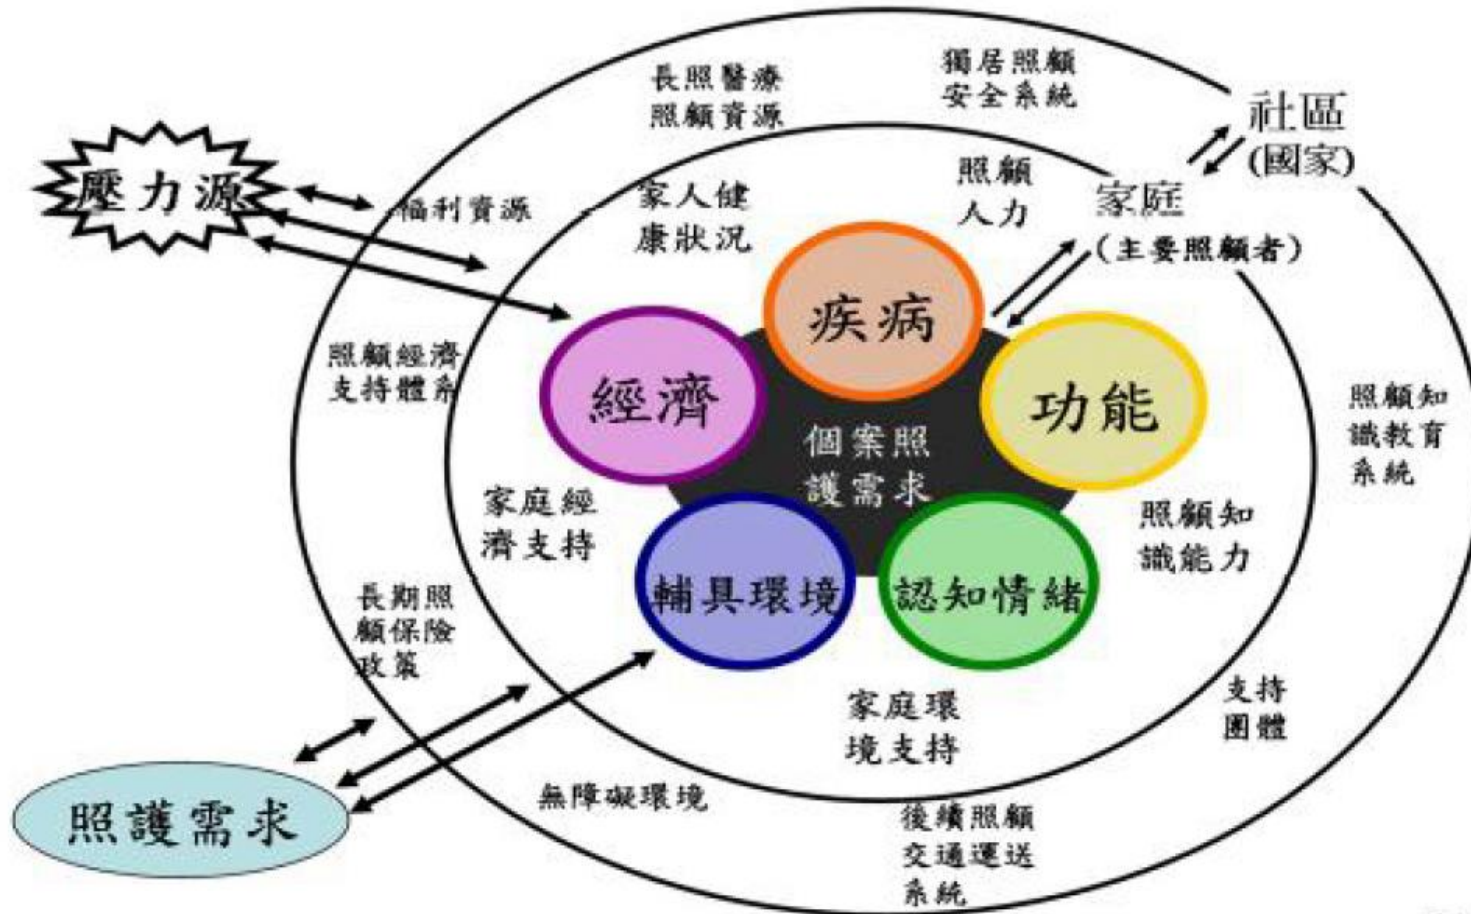 長照醫療
照顧資源
獨居照顧
安全系統
社區
(國家)
壓力源
福利資源
家人健
康狀況
照顧
人力
家庭
(主要照顧者)
疾病
經濟
功能
照顧經濟
支持體系
個案照
護需求
照顧知
識教育
系統
家庭經
濟支持
照顧知
識能力
輔具環境
認知情緒
長期照
顧保險
政策
家庭環
境支持
支持
團體
照護需求
無障礙環境
後續照顧
交通運送
系統